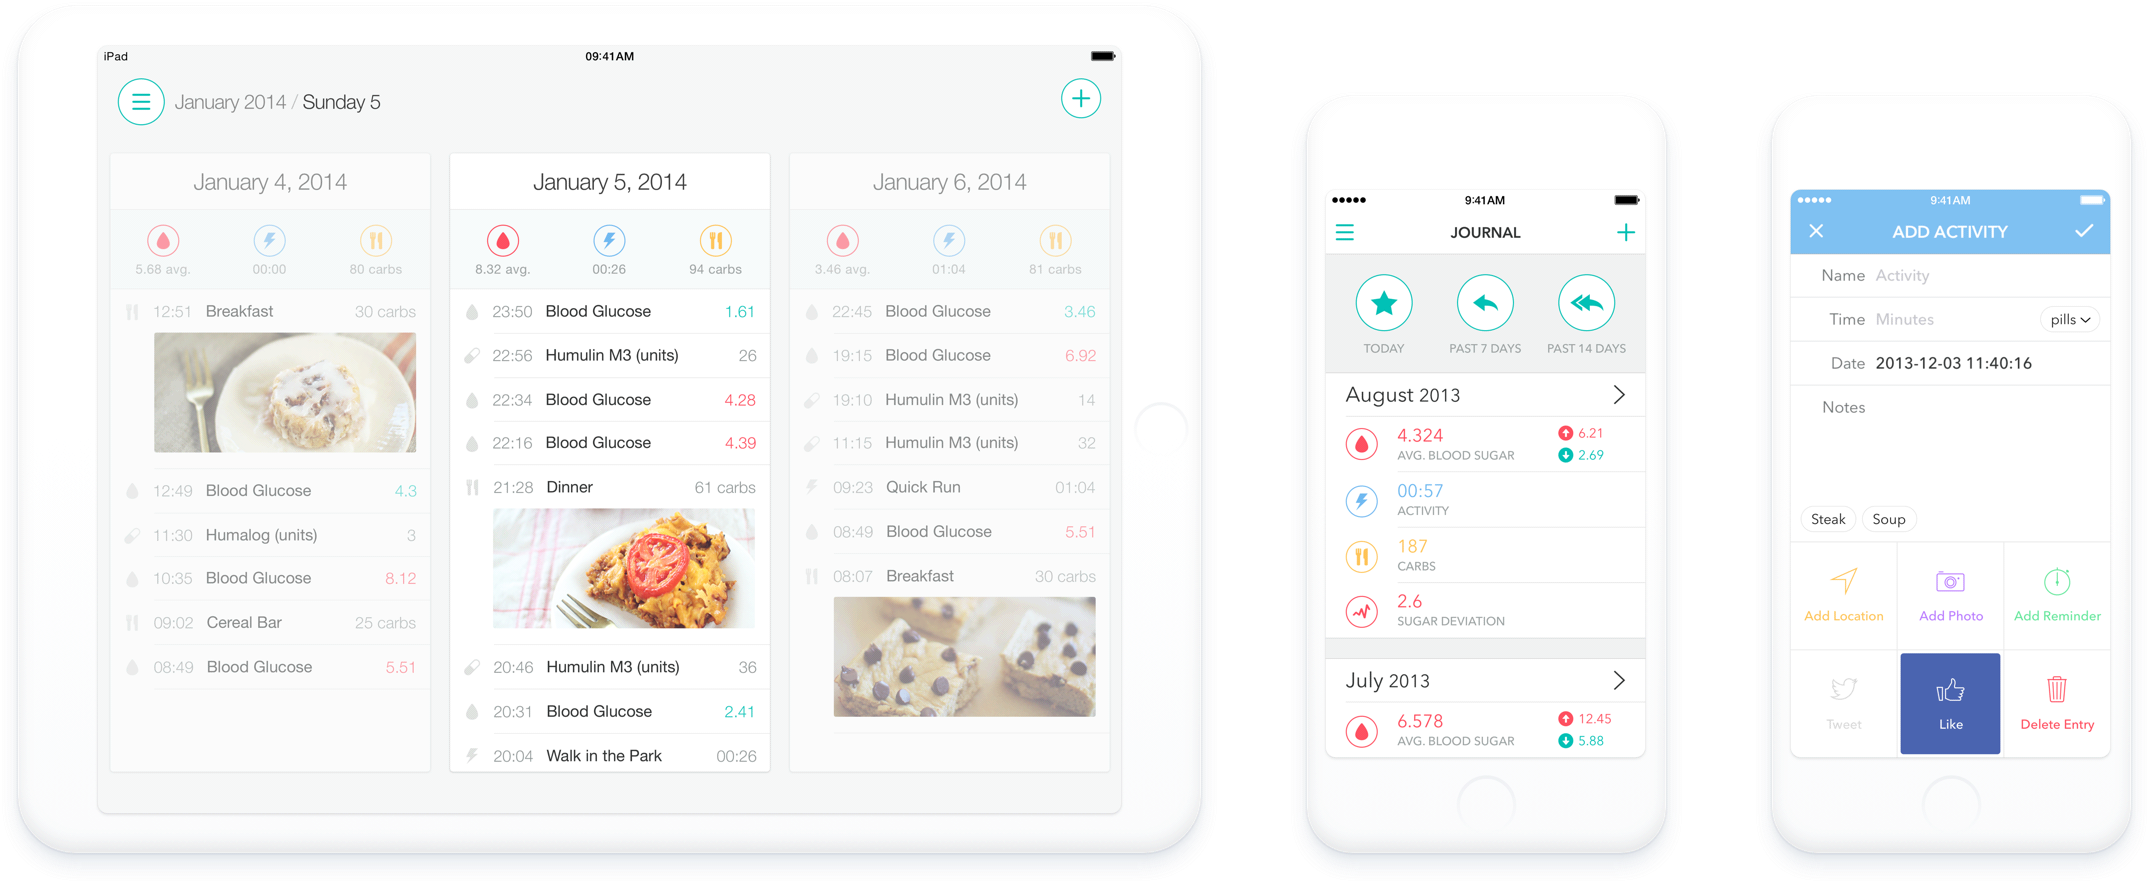 iPad
09:41AM
January 2014 / Sunday 5
January 4, 2014
5.68 avg.
00:00
80 carbs
12:51 Breakfast 30 carbs
12:49 Blood Glucose 4.3
11:30 Humalog (units) 3
10:35 Blood Glucose 8.12
09:02 Cereal Bar 25 carbs
08:49 Blood Glucose 5.51
January 5, 2014
8.32 avg.
00:26
94 carbs
23:50 Blood Glucose 1.61
22:56 Humulin M3 (units) 26
22:34 Blood Glucose 4.28
22:16 Blood Glucose 4.39
21:28 Dinner 61 carbs
20:46 Humulin M3 (units) 36
20:31 Blood Glucose 2.41
20:04 Walk in the Park 00:26
January 6, 2014
3.46 avg.
01:04
81 carbs
22:45 Blood Glucose 3.46
19:15 Blood Glucose 6.92
19:10 Humulin M3 (units) 14
11:15 Humulin M3 (units) 32
09:23 Quick Run 01:04
08:49 Blood Glucose 5.51
08:07 Breakfast 30 carbs
9:41AM
JOURNAL
TODAY
PAST 7 DAYS
PAST 14 DAYS
August 2013
4.324
AVG. BLOOD SUGAR
6.21
2.69
00:57
ACTIVITY
187
CARBS
2.6
SUGAR DEVIATION
July 2013
6.578
AVG. BLOOD SUGAR
12.45
5.88
9:41AM
ADD ACTIVITY
Name Activity
Time Minutes pills
Date 2013-12-03 11:40:16
Notes
Steak Soup
Add Location
Add Photo
Add Reminder
Tweet
Like
Delete Entry